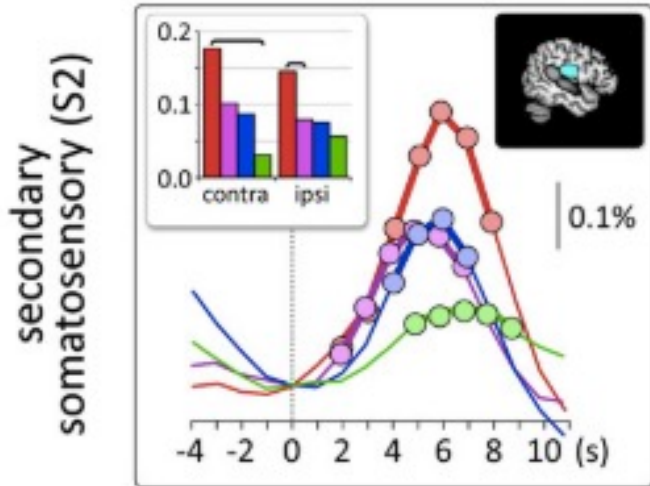 secondary
somatosensory (S2)
0.2
0.1
0.0
contra ipsi
0.1%
-4 -2 0 2 4 6 8 10 (s)